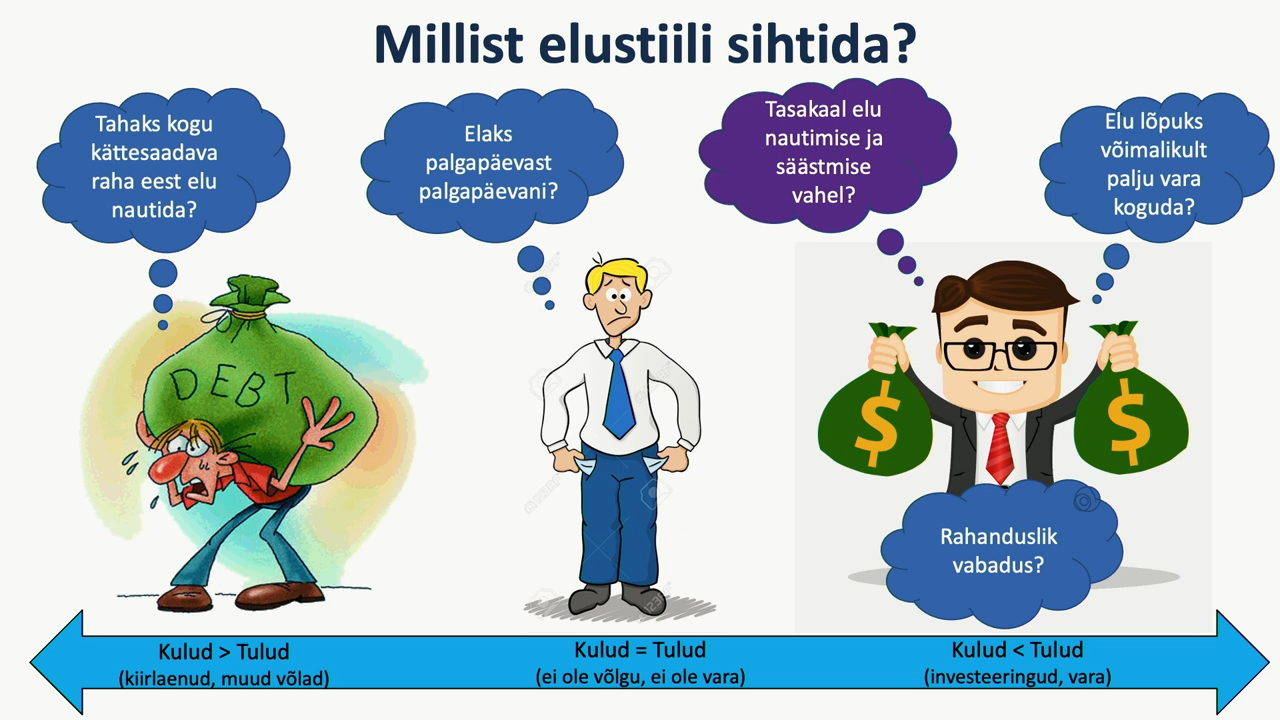 Millist elustiili sihtida?
Tahaks kogu
kättesaadava
raha eest elu
nautida?
Elaks
palgapäevast
palgapäevani?
Tasakaal elu
nautimise ja
säästmise
vahel?
Elu lõpuks
võimalikult
palju vara
koguda?
DEBT
$
$
Rahanduslik
vabadus?
Kulud > Tulud
(kiirlaenud, muud võlad)
Kulud = Tulud
(ei ole võlgu, ei ole vara)
Kulud < Tulud
(investeeringud, vara)